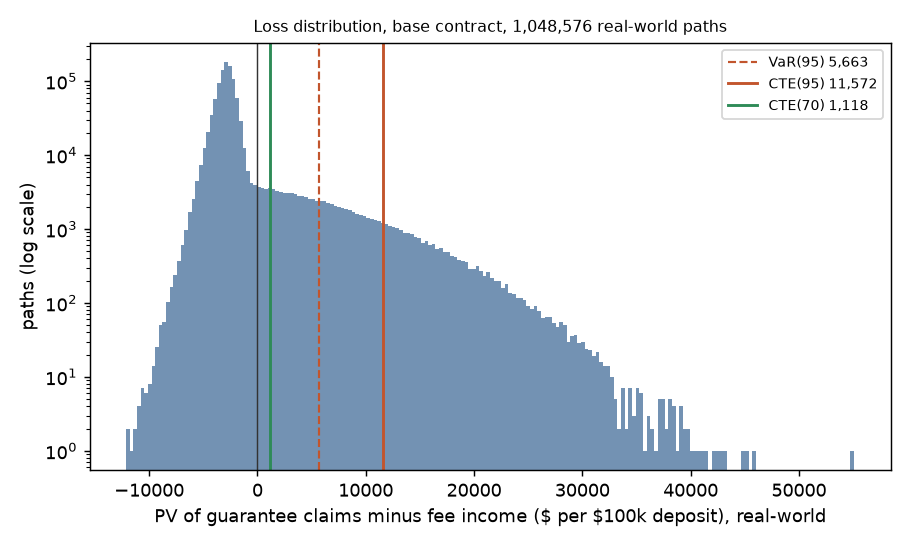 Loss distribution, base contract, 1,048,576 real-world paths
VaR(95) 5,663
CTE(95) 11,572
CTE(70) 1,118
paths (log scale)
10⁵
10⁴
10³
10²
10¹
10⁰
−10000 0 10000 20000 30000 40000 50000
PV of guarantee claims minus fee income ($ per $100k deposit), real-world